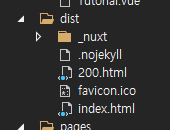 Tutorial.vue
dist
_nuxt
.nojekyll
200.html
favicon.ico
index.html
pages